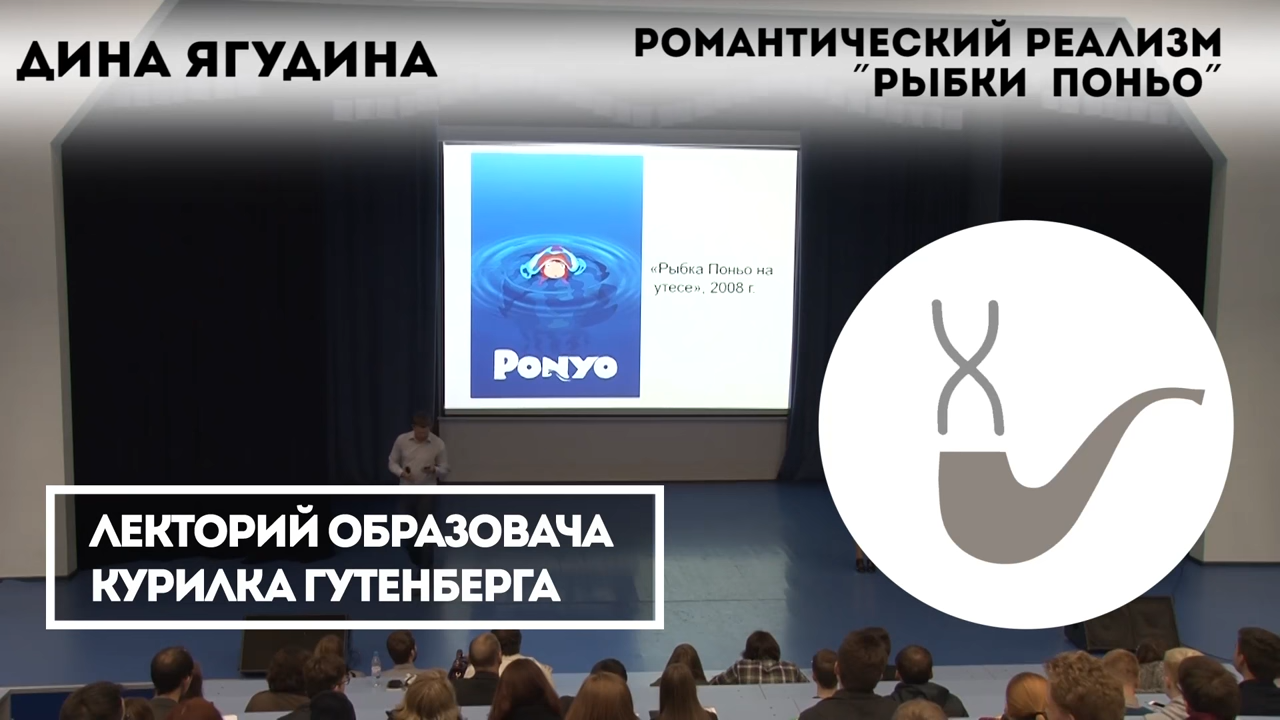 ДИНА ЯГУДИНА
РОМАНТИЧЕСКИЙ РЕАЛИЗМ
"РЫБКИ ПОНЬО"
«Рыбка Поньо на
утесе», 2008 г.
PONYO
ЛЕКТОРИЙ ОБРАЗОВАЧА
КУРИЛКА ГУТЕНБЕРГА